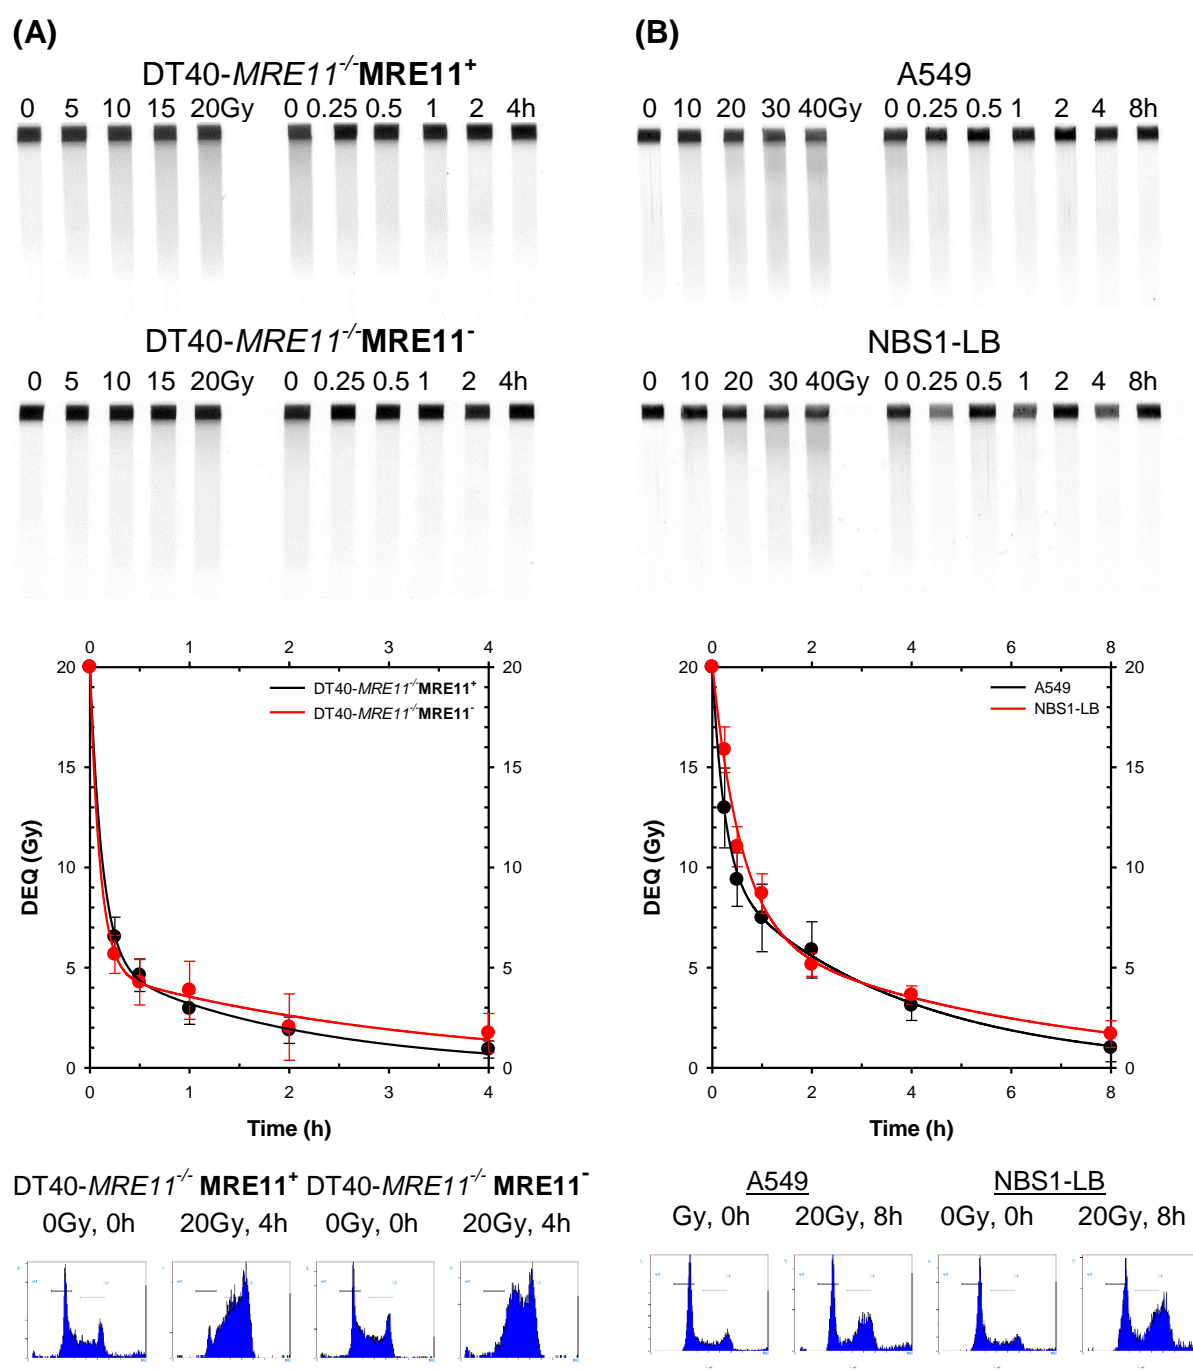 (A)
DT40-MRE11-/-MRE11+
0 5 10 15 20Gy 0 0.25 0.5 1 2 4h
DT40-MRE11-/-MRE11-
0 5 10 15 20Gy 0 0.25 0.5 1 2 4h
0 1 2 3 4
20 20
DT40-MRE11-/-MRE11+
DT40-MRE11-/-MRE11-
15 15
10 10
DEQ (Gy)
5 5
0 0
0 1 2 3 4
Time (h)
DT40-MRE11-/- MRE11+ DT40-MRE11-/- MRE11-
0Gy, 0h 20Gy, 4h 0Gy, 0h 20Gy, 4h
(B)
A549
0 10 20 30 40Gy 0 0.25 0.5 1 2 4 8h
NBS1-LB
0 10 20 30 40Gy 0 0.25 0.5 1 2 4 8h
0 2 4 6 8
20 20
A549
NBS1-LB
15 15
10 10
DEQ (Gy)
5 5
0 0
0 2 4 6 8
Time (h)
A549 NBS1-LB
Gy, 0h 20Gy, 8h 0Gy, 0h 20Gy, 8h